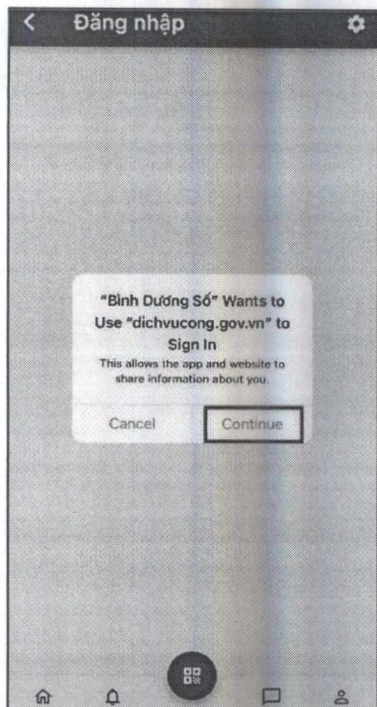 Đăng nhập
"Bình Dương Số" Wants to
Use "dichvucong.gov.vn" to
Sign In
This allows the app and website to
share information about you.
Cancel
Continue